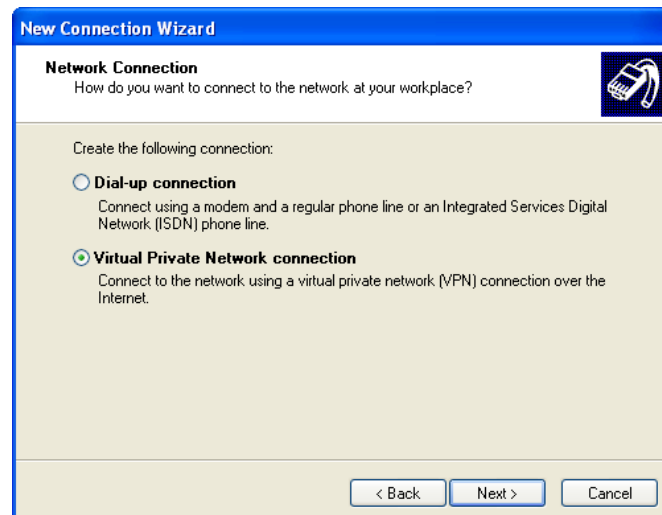 New Connection Wizard
Network Connection
How do you want to connect to the network at your workplace?
Create the following connection:
Dial-up connection
Connect using a modem and a regular phone line or an Integrated Services Digital
Network (ISDN) phone line.
Virtual Private Network connection
Connect to the network using a virtual private network (VPN) connection over the
Internet.
< Back Next > Cancel